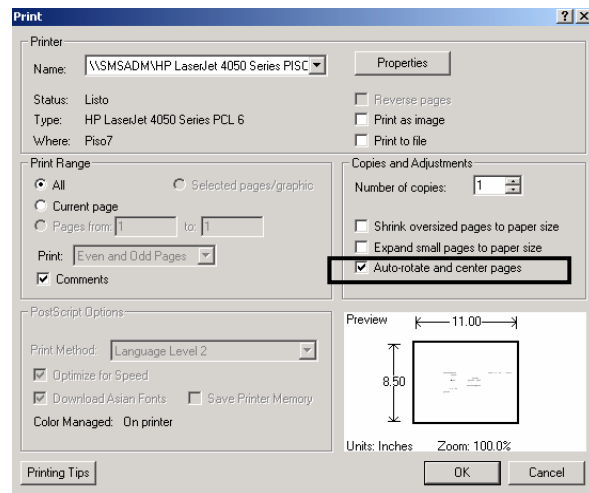 Print
Printer
Name: \\SMSADM\HP LaserJet 4050 Series PISC
Properties
Status: Listo
Reverse pages
Type: HP LaserJet 4050 Series PCL 6
Print as image
Where: Piso7
Print to file
Print Range
All
Selected pages/graphic
Current page
Pages from: 1 to: 1
Print: Even and Odd Pages
Comments
Copies and Adjustments
Number of copies: 1
Shrink oversized pages to paper size
Expand small pages to paper size
Auto-rotate and center pages
PostScript Options
Print Method: Language Level 2
Optimize for Speed
Download Asian Fonts
Save Printer Memory
Color Managed: On printer
Preview
11.00
8.50
Units: Inches Zoom: 100.0%
Printing Tips
OK
Cancel